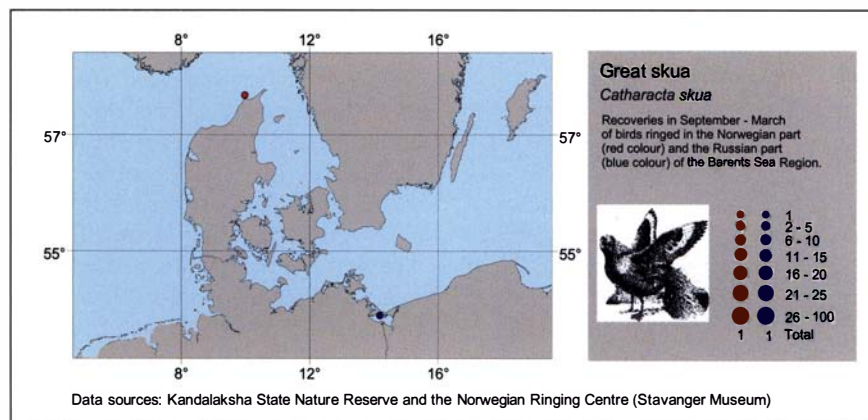 8° 12° 16°
57° 57°
55° 55°
8° 12° 16°
Great skua
Catharacta skua
Recoveries in September - March
of birds ringed in the Norwegian part
(red colour) and the Russian part
(blue colour) of the Barents Sea Region.
1
2 - 5
6 - 10
11 - 15
16 - 20
21 - 25
26 - 100
1 1 Total
Data sources: Kandalaksha State Nature Reserve and the Norwegian Ringing Centre (Stavanger Museum)